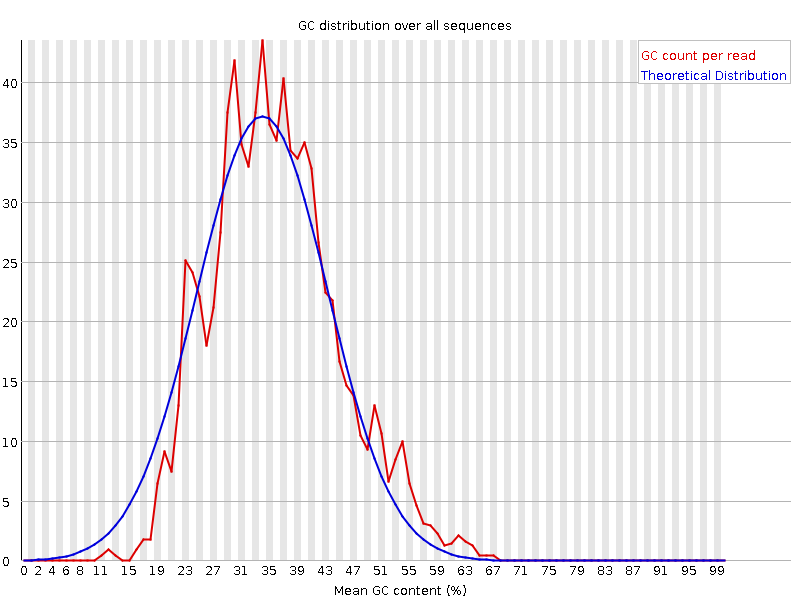 GC distribution over all sequences
GC count per read
Theoretical Distribution
40
35
30
25
20
15
10
5
0
0 2 4 6 8 11 15 19 23 27 31 35 39 43 47 51 55 59 63 67 71 75 79 83 87 91 95 99
Mean GC content (%)